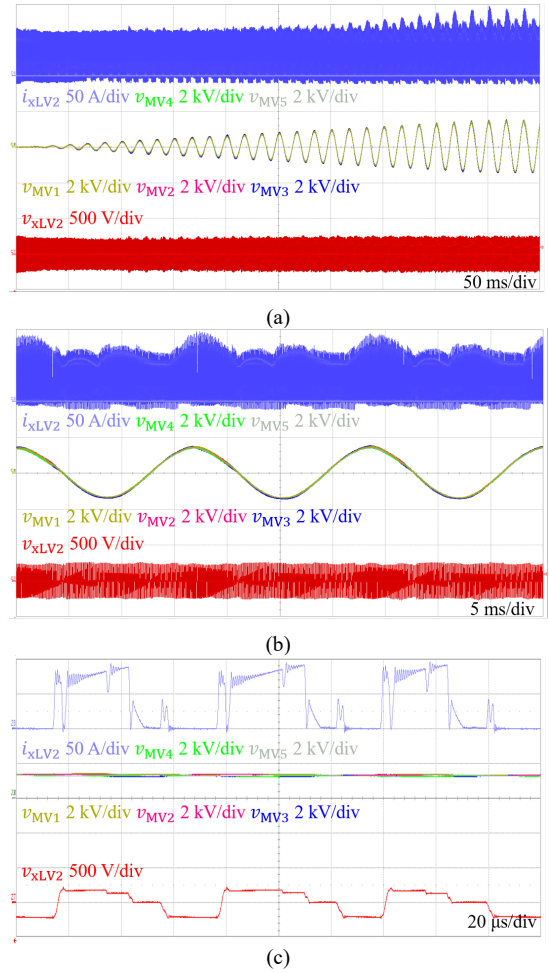 i_xLV2 50 A/div v_MV4 2 kV/div v_MV5 2 kV/div
v_MV1 2 kV/div v_MV2 2 kV/div v_MV3 2 kV/div
v_xLV2 500 V/div
50 ms/div
(a)
i_xLV2 50 A/div v_MV4 2 kV/div v_MV5 2 kV/div
v_MV1 2 kV/div v_MV2 2 kV/div v_MV3 2 kV/div
v_xLV2 500 V/div
5 ms/div
(b)
i_xLV2 50 A/div v_MV4 2 kV/div v_MV5 2 kV/div
v_MV1 2 kV/div v_MV2 2 kV/div v_MV3 2 kV/div
v_xLV2 500 V/div
20 μs/div
(c)